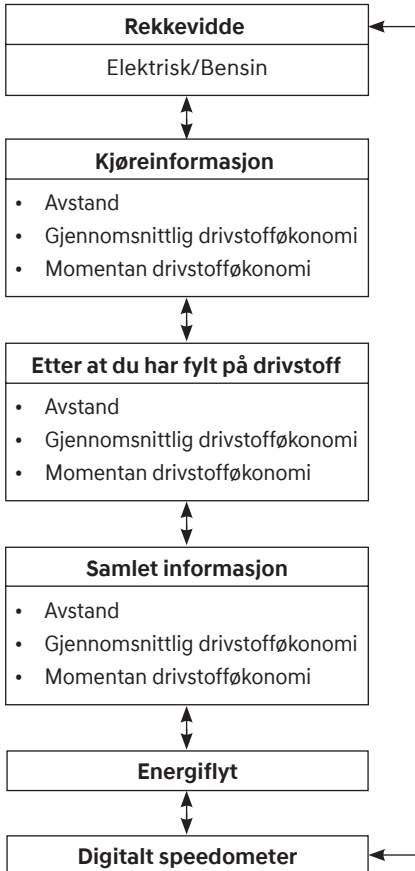 Rekkevidde
Elektrisk/Bensin
Kjøreinformasjon
• Avstand
• Gjennomsnittlig drivstofføkonomi
• Momentan drivstofføkonomi
Etter at du har fylt på drivstoff
• Avstand
• Gjennomsnittlig drivstofføkonomi
• Momentan drivstofføkonomi
Samlet informasjon
• Avstand
• Gjennomsnittlig drivstofføkonomi
• Momentan drivstofføkonomi
Energiflyt
Digitalt speedometer